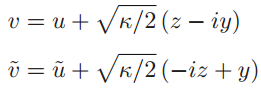 v = u + √κ/2 (z − iy)
ṽ = ũ + √κ/2 (−iz + y)